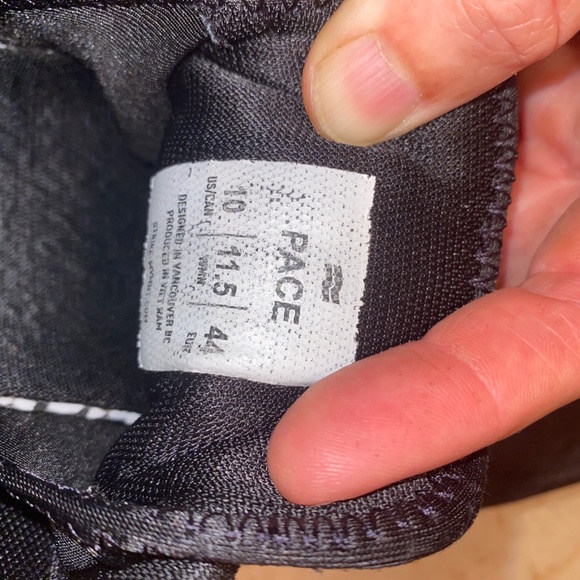 PACE
10 | 11.5 | 44
US/CAN WMN EUR
DESIGNED IN VANCOUVER BC
PRODUCED IN VIETNAM